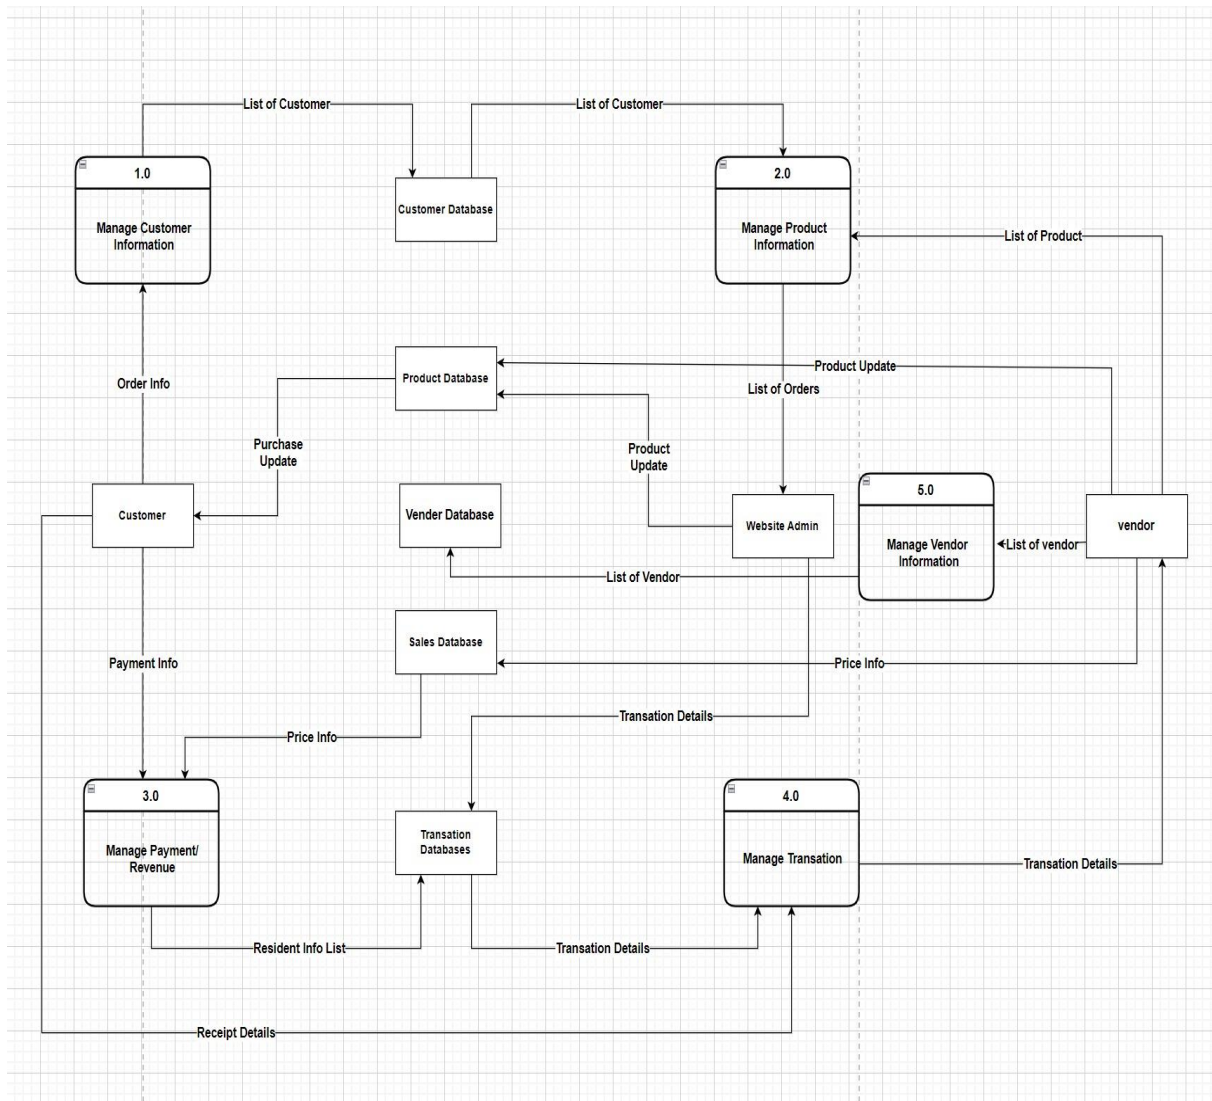 List of Customer
List of Customer
1.0
Manage Customer
Information
Customer Database
2.0
Manage Product
Information
List of Product
Product Database
Product Update
Order Info
List of Orders
Purchase
Update
Product
Update
Customer
Vender Database
Website Admin
5.0
Manage Vendor
Information
List of vendor
vendor
List of Vendor
Sales Database
Payment Info
Price Info
Transation Details
Price Info
3.0
Manage Payment/
Revenue
Transation
Databases
4.0
Manage Transation
Transation Details
Resident Info List
Transation Details
Receipt Details